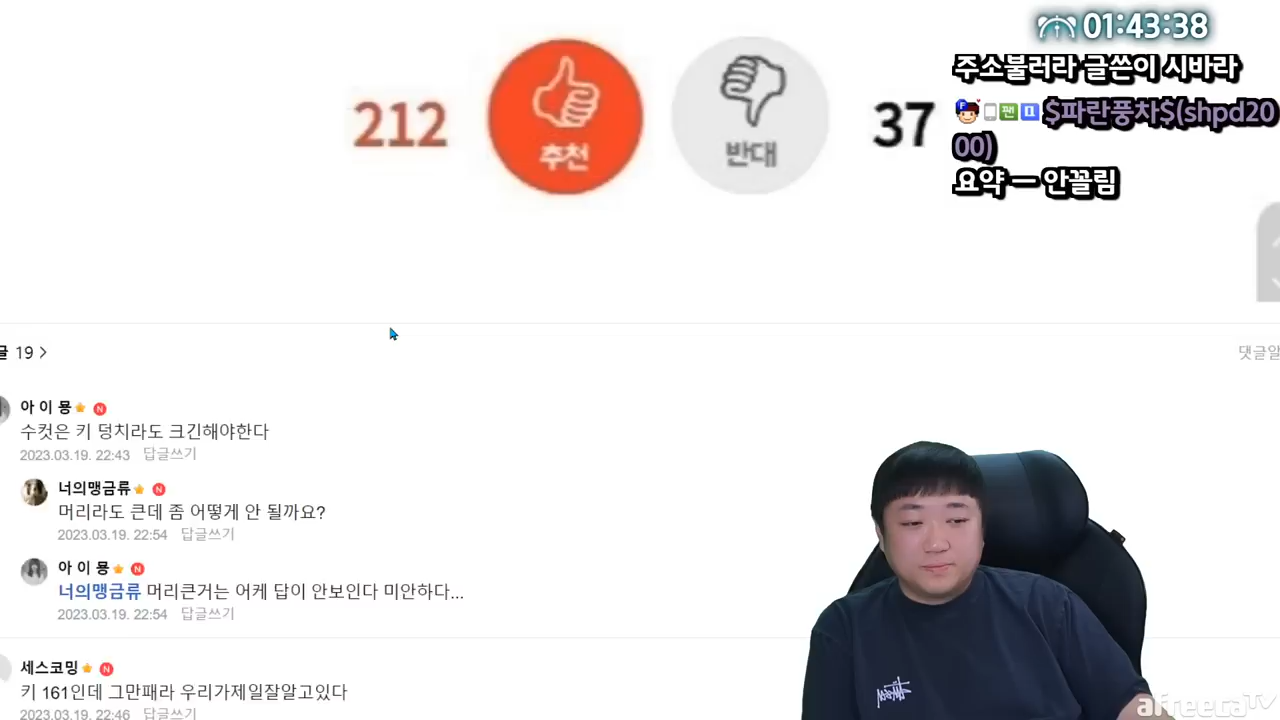 01:43:38
주소불러라 글쓴이 시바라
$파란풍차$(shpd20
00)
요약 ㅡ 안꼴림
212
추천
반대
37
글 19
댓글알
아 이 묭 N
수컷은 키 덩치라도 크긴해야한다
2023.03.19. 22:43 답글쓰기
너의맹금류 N
머리라도 큰데 좀 어떻게 안 될까요?
2023.03.19. 22:54 답글쓰기
아 이 묭 N
너의맹금류 머리큰거는 어케 답이 안보인다 미안하다...
2023.03.19. 22:54 답글쓰기
세스코밍 N
키 161인데 그만패라 우리가제일잘알고있다
2023.03.19. 22:46 답글쓰기
afreecaTV